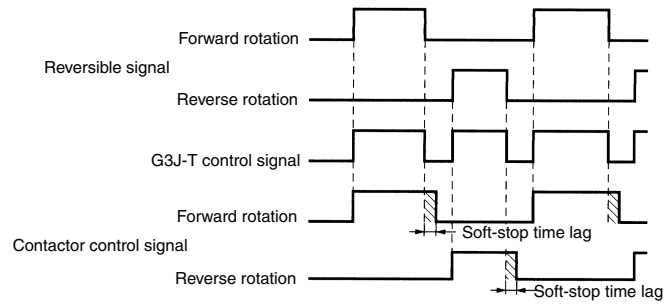 Forward rotation
Reversible signal
Reverse rotation
G3J-T control signal
Forward rotation
Soft-stop time lag
Contactor control signal
Reverse rotation
Soft-stop time lag